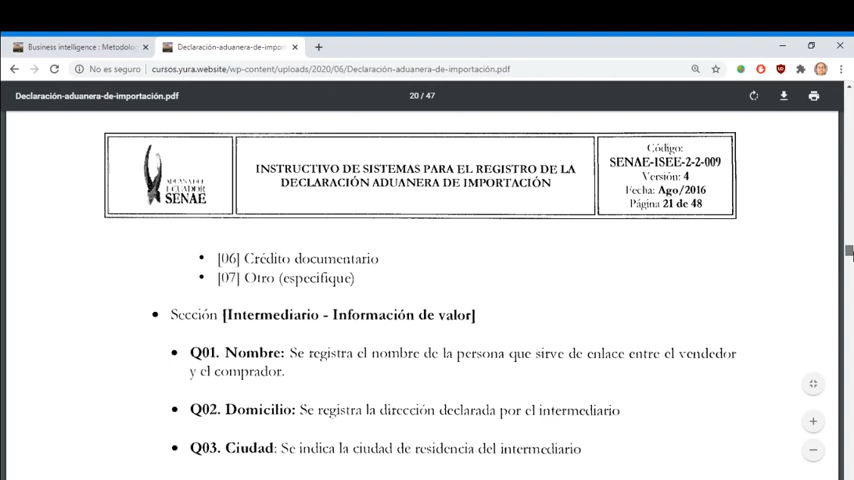 Business intelligence : Metodolog
Declaración-aduanera-de-impor
No es seguro
cursos.yura.website/wp-content/uploads/2020/06/Declaración-aduanera-de-importación.pdf
Declaración-aduanera-de-importación.pdf
20 / 47
ADUANA DEL
ECUADOR
SENAE
INSTRUCTIVO DE SISTEMAS PARA EL REGISTRO DE LA
DECLARACIÓN ADUANERA DE IMPORTACIÓN
Código:
SENAE-ISEE-2-2-009
Versión: 4
Fecha: Ago/2016
Página 21 de 48
• [06] Crédito documentario
• [07] Otro (especifique)
• Sección [Intermediario - Información de valor]
• Q01. Nombre: Se registra el nombre de la persona que sirve de enlace entre el vendedor
y el comprador.
• Q02. Domicilio: Se registra la dirección declarada por el intermediario
• Q03. Ciudad: Se indica la ciudad de residencia del intermediario